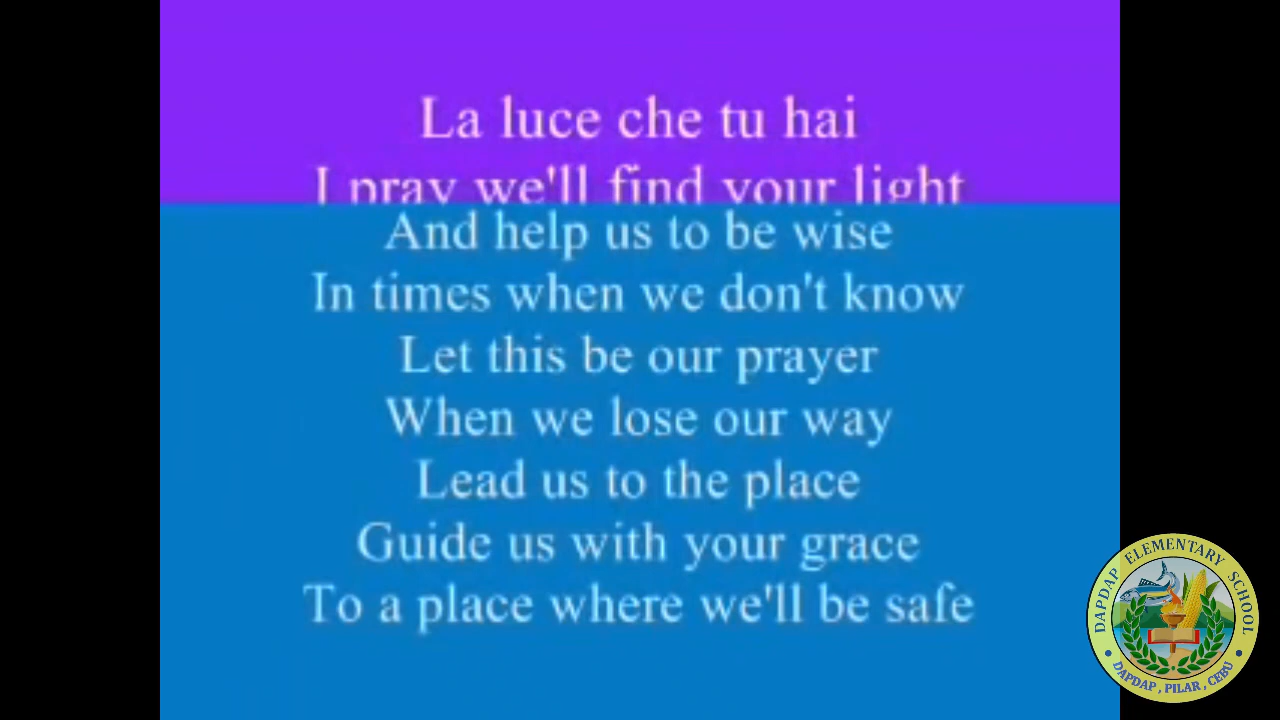 La luce che tu hai
I pray we'll find your light
And help us to be wise
In times when we don't know
Let this be our prayer
When we lose our way
Lead us to the place
Guide us with your grace
To a place where we'll be safe
DAPDAP ELEMENTARY SCHOOL
DAPDAP, PILAR, CEBU